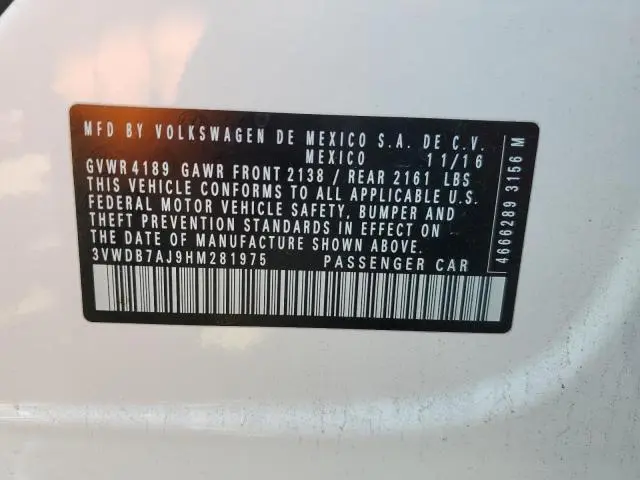 MFD BY VOLKSWAGEN DE MEXICO S.A. DE C.V.
MEXICO 11/16
GVWR 4189 GAWR FRONT 2138 / REAR 2161 LBS
THIS VEHICLE CONFORMS TO ALL APPLICABLE U.S.
FEDERAL MOTOR VEHICLE SAFETY, BUMPER AND
THEFT PREVENTION STANDARDS IN EFFECT ON
THE DATE OF MANUFACTURE SHOWN ABOVE.
3VWDB7AJ9HM281975 PASSENGER CAR
4666289 3156 M